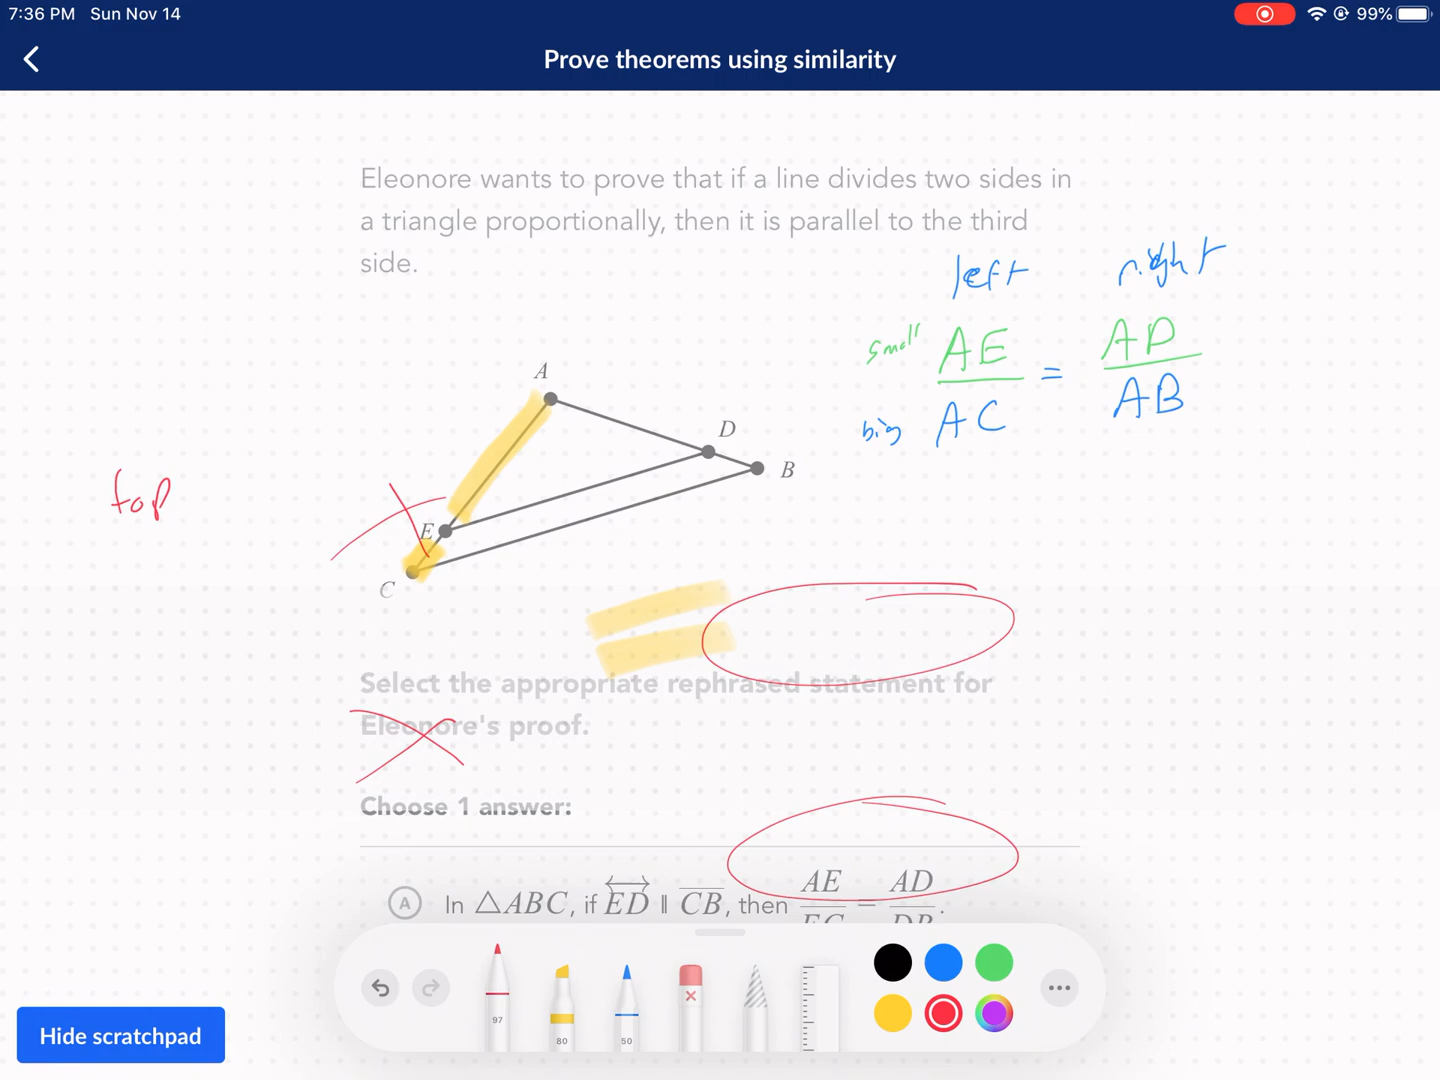 7:36 PM Sun Nov 14
99%
Prove theorems using similarity
Eleonore wants to prove that if a line divides two sides in
a triangle proportionally, then it is parallel to the third
side.
left right
small AE = AD
big AC AB
A
D
B
top
E
C
Select the appropriate rephrased statement for
Eleonore's proof.
Choose 1 answer:
AE AD
A In △ABC, if ED ∥ CB, then = .
EC DB
97
80
50
Hide scratchpad